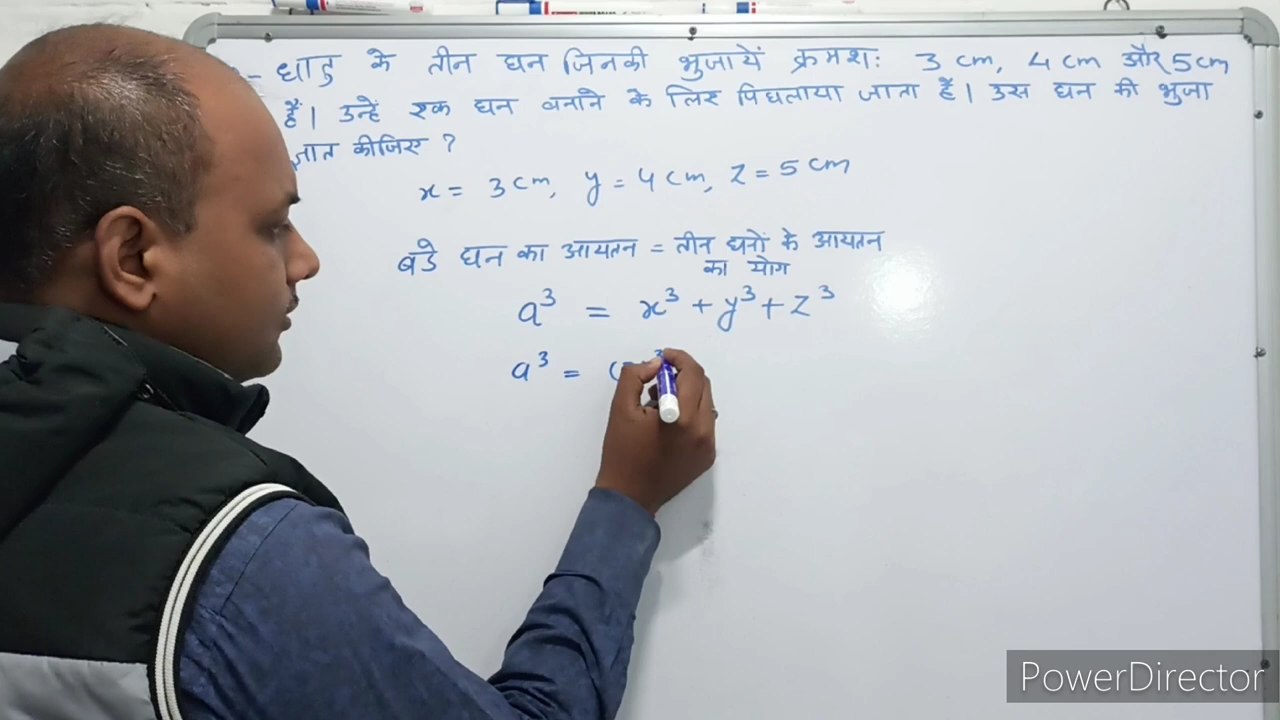 धातु के तीन घन जिनकी भुजायें क्रमशः 3 cm, 4 cm और 5 cm
हैं। उन्हें एक घन बनाने के लिए पिघलाया जाता है। उस घन की भुजा
ज्ञात कीजिए ?
x = 3 cm, y = 4 cm, z = 5 cm
बडे घन का आयतन = तीन घनों के आयतन
का योग
a³ = x³ + y³ + z³
a³ =
PowerDirector